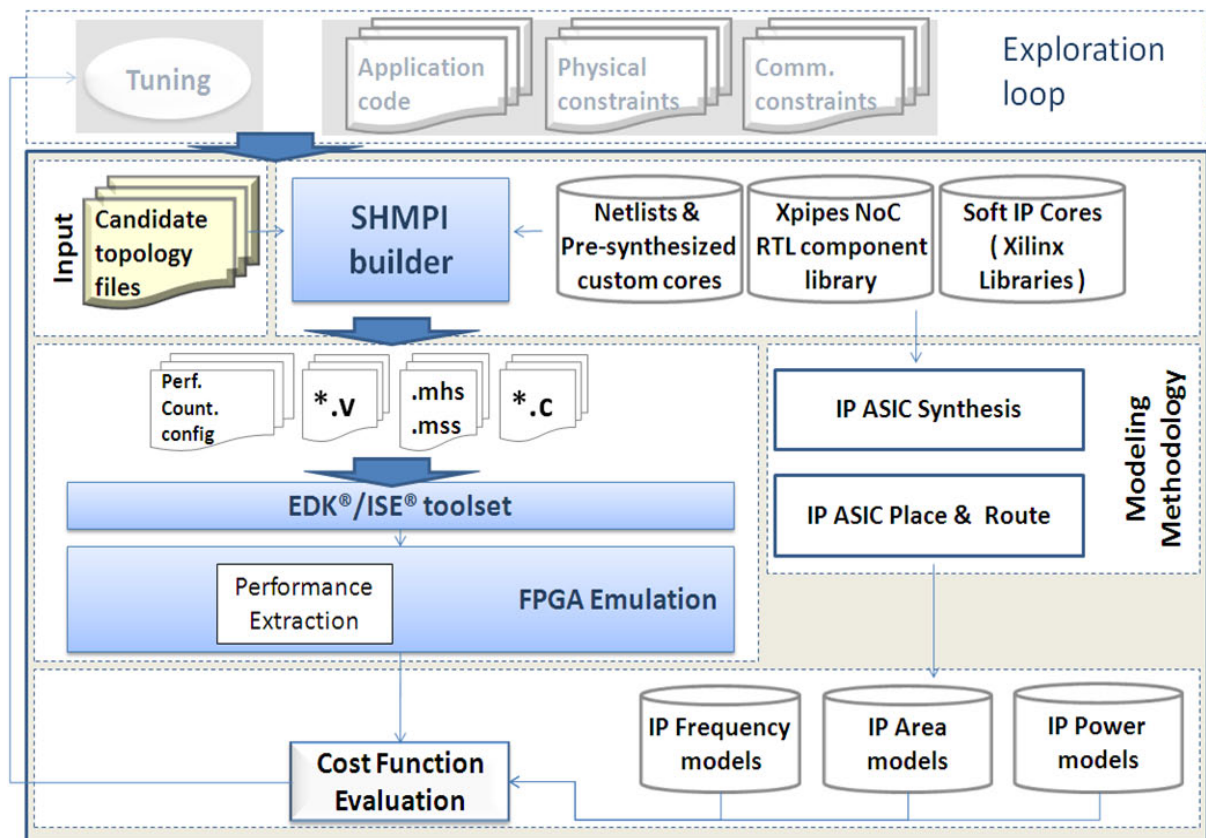 Tuning
Application
code
Physical
constraints
Comm.
constraints
Exploration
loop
Input
Candidate
topology
files
SHMPI
builder
Netlists &
Pre-synthesized
custom cores
Xpipes NoC
RTL component
library
Soft IP Cores
( Xilinx
Libraries )
Perf.
Count.
config
*.v
.mhs
.mss
*.c
EDK®/ISE® toolset
Performance
Extraction
FPGA Emulation
IP ASIC Synthesis
IP ASIC Place & Route
Modeling
Methodology
Cost Function
Evaluation
IP Frequency
models
IP Area
models
IP Power
models